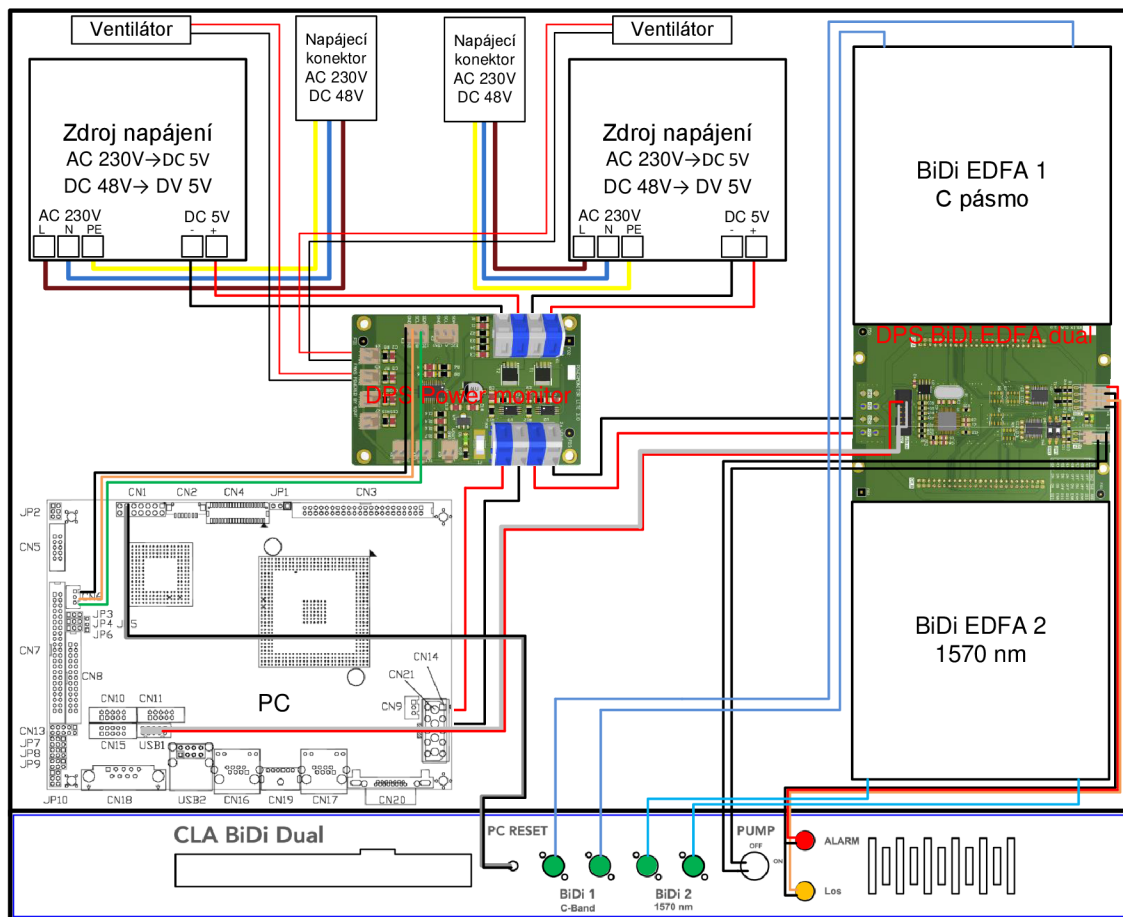 Ventilátor
Napájecí
konektor
AC 230V
DC 48V
Napájecí
konektor
AC 230V
DC 48V
Ventilátor
Zdroj napájení
AC 230V→DC 5V
DC 48V→ DV 5V
AC 230V
DC 5V
L
N
PE
-
+
Zdroj napájení
AC 230V→DC 5V
DC 48V→ DV 5V
AC 230V
DC 5V
L
N
PE
-
+
BiDi EDFA 1
C pásmo
DPS BiDi EDFA dual
DPS Power monitor
BiDi EDFA 2
1570 nm
CN1
CN2
CN4
JP1
CN3
JP2
CN5
JP3
JP4
JP5
JP6
CN7
CN8
CN14
CN21
CN9
PC
CN10
CN11
CN13
CN15
USB1
JP7
JP8
JP9
JP10
CN18
USB2
CN16
CN19
CN17
CN20
CLA BiDi Dual
PC RESET
PUMP
OFF
ON
ALARM
Los
BiDi 1
C-Band
BiDi 2
1570 nm